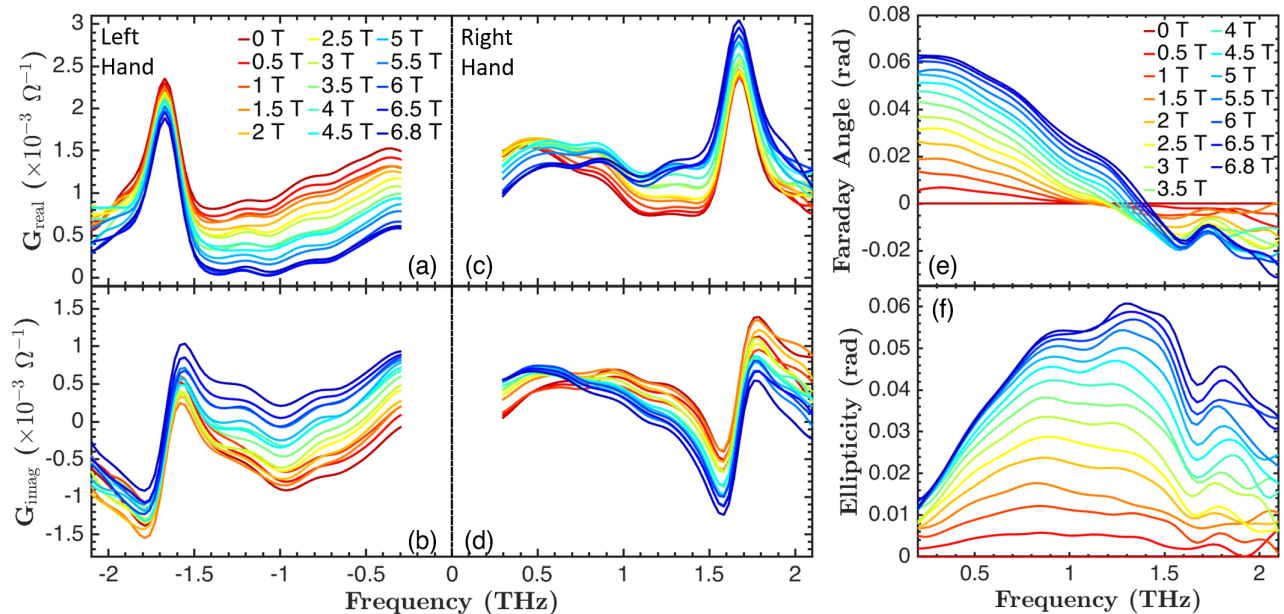 Left
Hand
0 T
0.5 T
1 T
1.5 T
2 T
2.5 T
3 T
3.5 T
4 T
4.5 T
5 T
5.5 T
6 T
6.5 T
6.8 T
G_real (×10⁻³ Ω⁻¹)
3
2.5
2
1.5
1
0.5
0
(a)
G_imag (×10⁻³ Ω⁻¹)
1.5
1
0.5
0
-0.5
-1
-1.5
(b)
-2
-1.5
-1
-0.5
0
Right
Hand
(c)
(d)
0.5
1
1.5
2
Frequency (THz)
Faraday Angle (rad)
0.08
0.06
0.04
0.02
0
-0.02
0 T
0.5 T
1 T
1.5 T
2 T
2.5 T
3 T
3.5 T
4 T
4.5 T
5 T
5.5 T
6 T
6.5 T
6.8 T
(e)
Ellipticity (rad)
0.06
0.05
0.04
0.03
0.02
0.01
0
(f)
0.5
1
1.5
2
Frequency (THz)